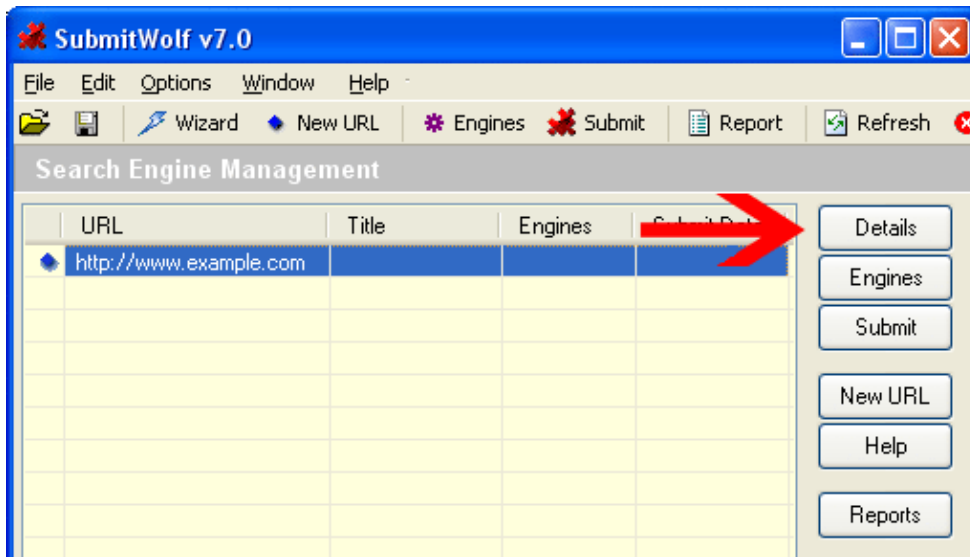 SubmitWolf v7.0
File Edit Options Window Help
Wizard New URL Engines Submit Report Refresh
Search Engine Management
URL Title Engines Submit
http://www.example.com
Details
Engines
Submit
New URL
Help
Reports